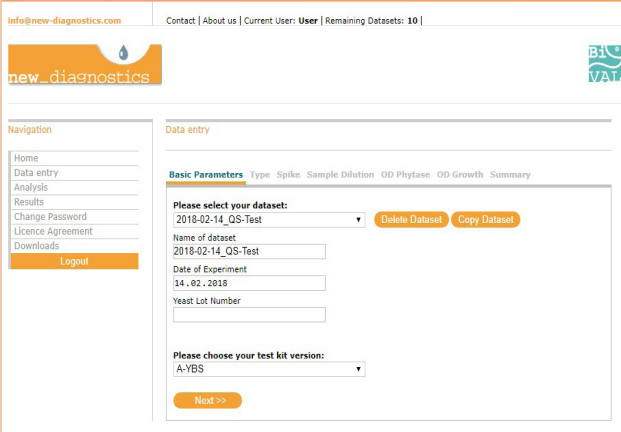 info@new-diagnostics.com
Contact | About us | Current User: User | Remaining Datasets: 10 |
new_diagnostics
Navigation
Home
Data entry
Analysis
Results
Change Password
Licence Agreement
Downloads
Logout
Data entry
Basic Parameters Type Spike Sample Dilution OD Phytase OD Growth Summary
Please select your dataset:
2018-02-14_QS-Test
Delete Dataset
Copy Dataset
Name of dataset
2018-02-14_QS-Test
Date of Experiment
14.02.2018
Yeast Lot Number
Please choose your test kit version:
A-YBS
Next >>